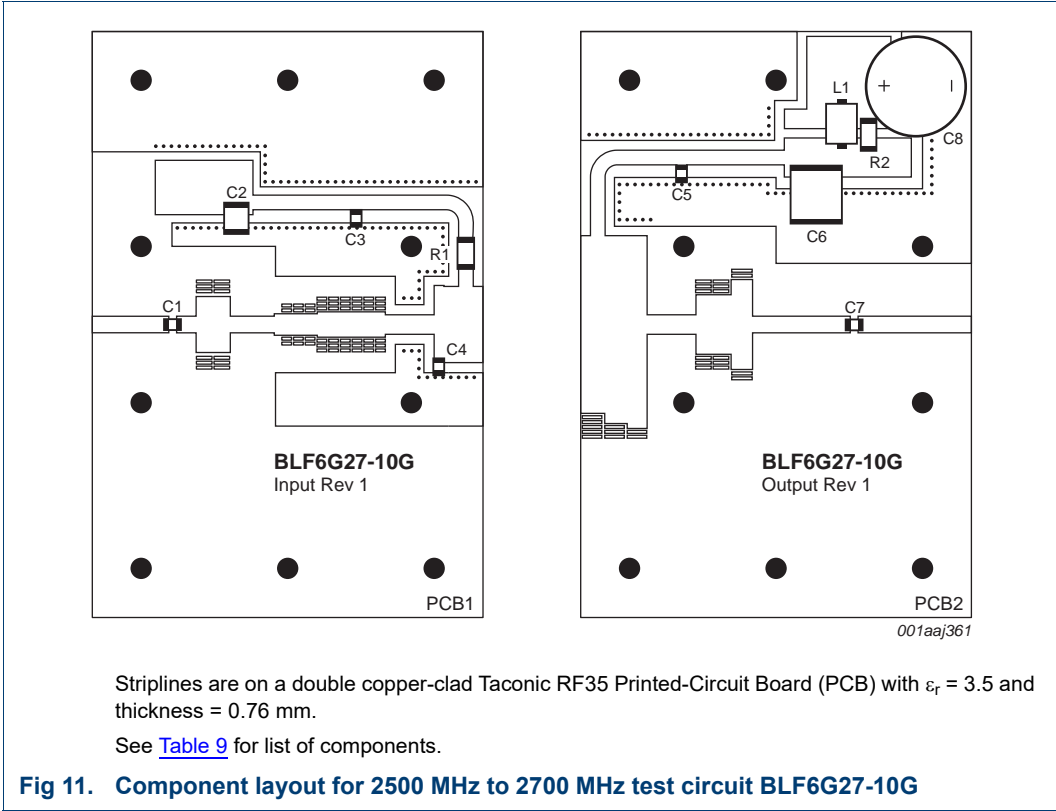 C2
C3
R1
C1
C4
BLF6G27-10G
Input Rev 1
PCB1
L1
+
-
C8
R2
C5
C6
C7
BLF6G27-10G
Output Rev 1
PCB2
001aaj361
Striplines are on a double copper-clad Taconic RF35 Printed-Circuit Board (PCB) with εr = 3.5 and
thickness = 0.76 mm.
See Table 9 for list of components.
Fig 11. Component layout for 2500 MHz to 2700 MHz test circuit BLF6G27-10G